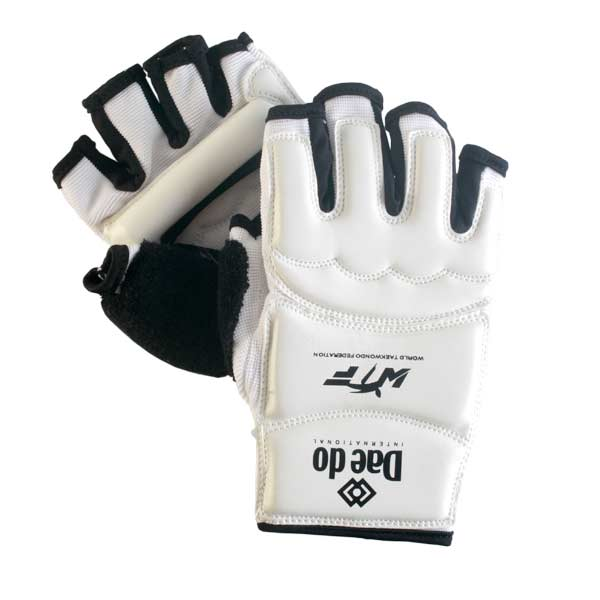 WORLD TAEKWONDO FEDERATION
WTF
INTERNATIONAL
Dae do